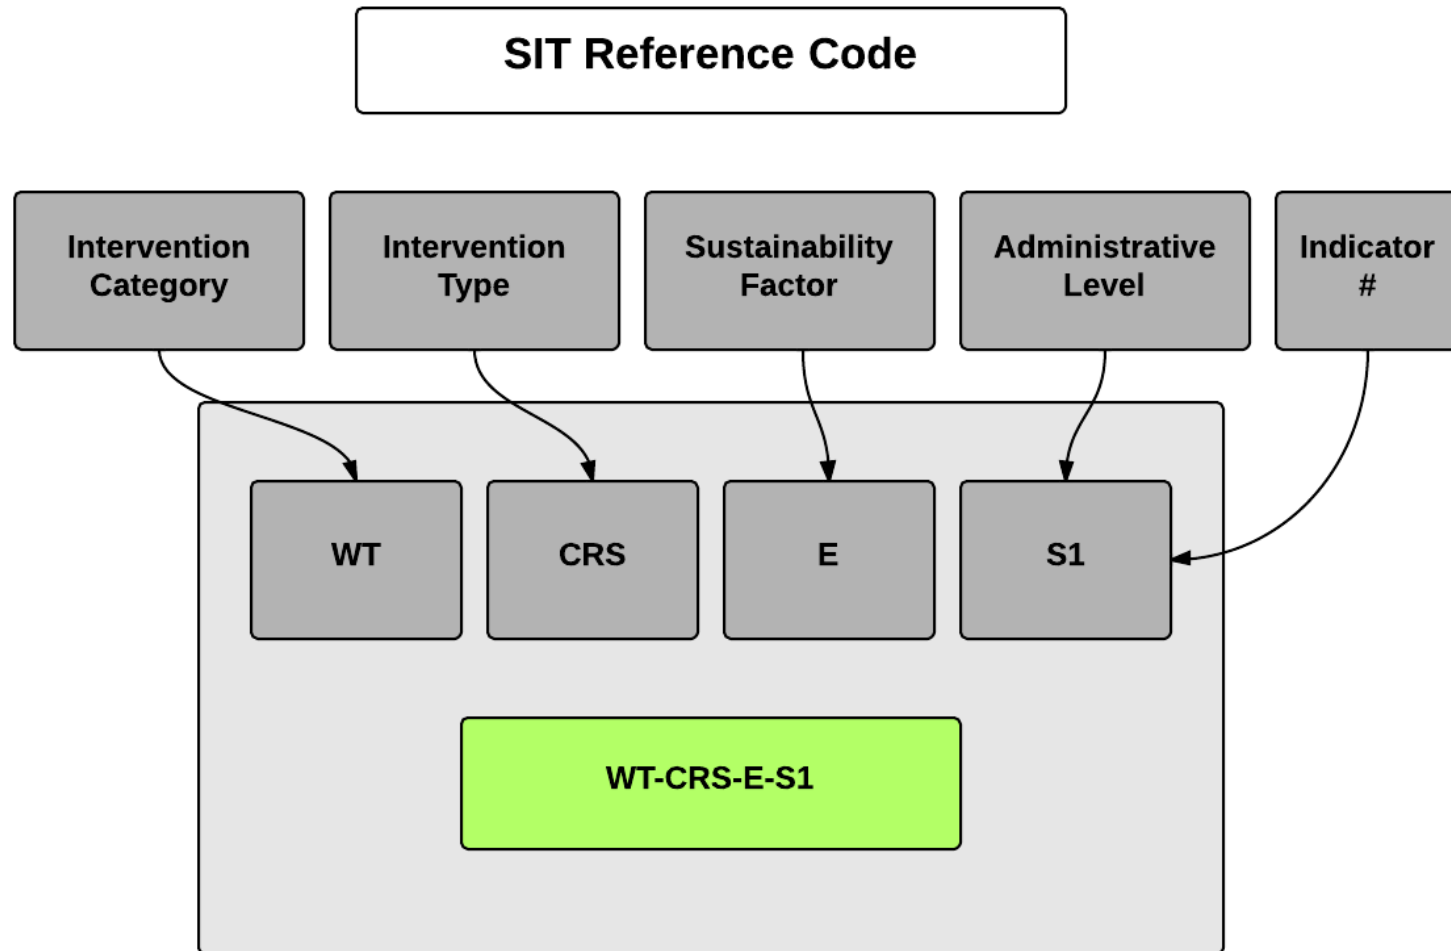 SIT Reference Code
Intervention
Category
Intervention
Type
Sustainability
Factor
Administrative
Level
Indicator
#
WT
CRS
E
S1
WT-CRS-E-S1